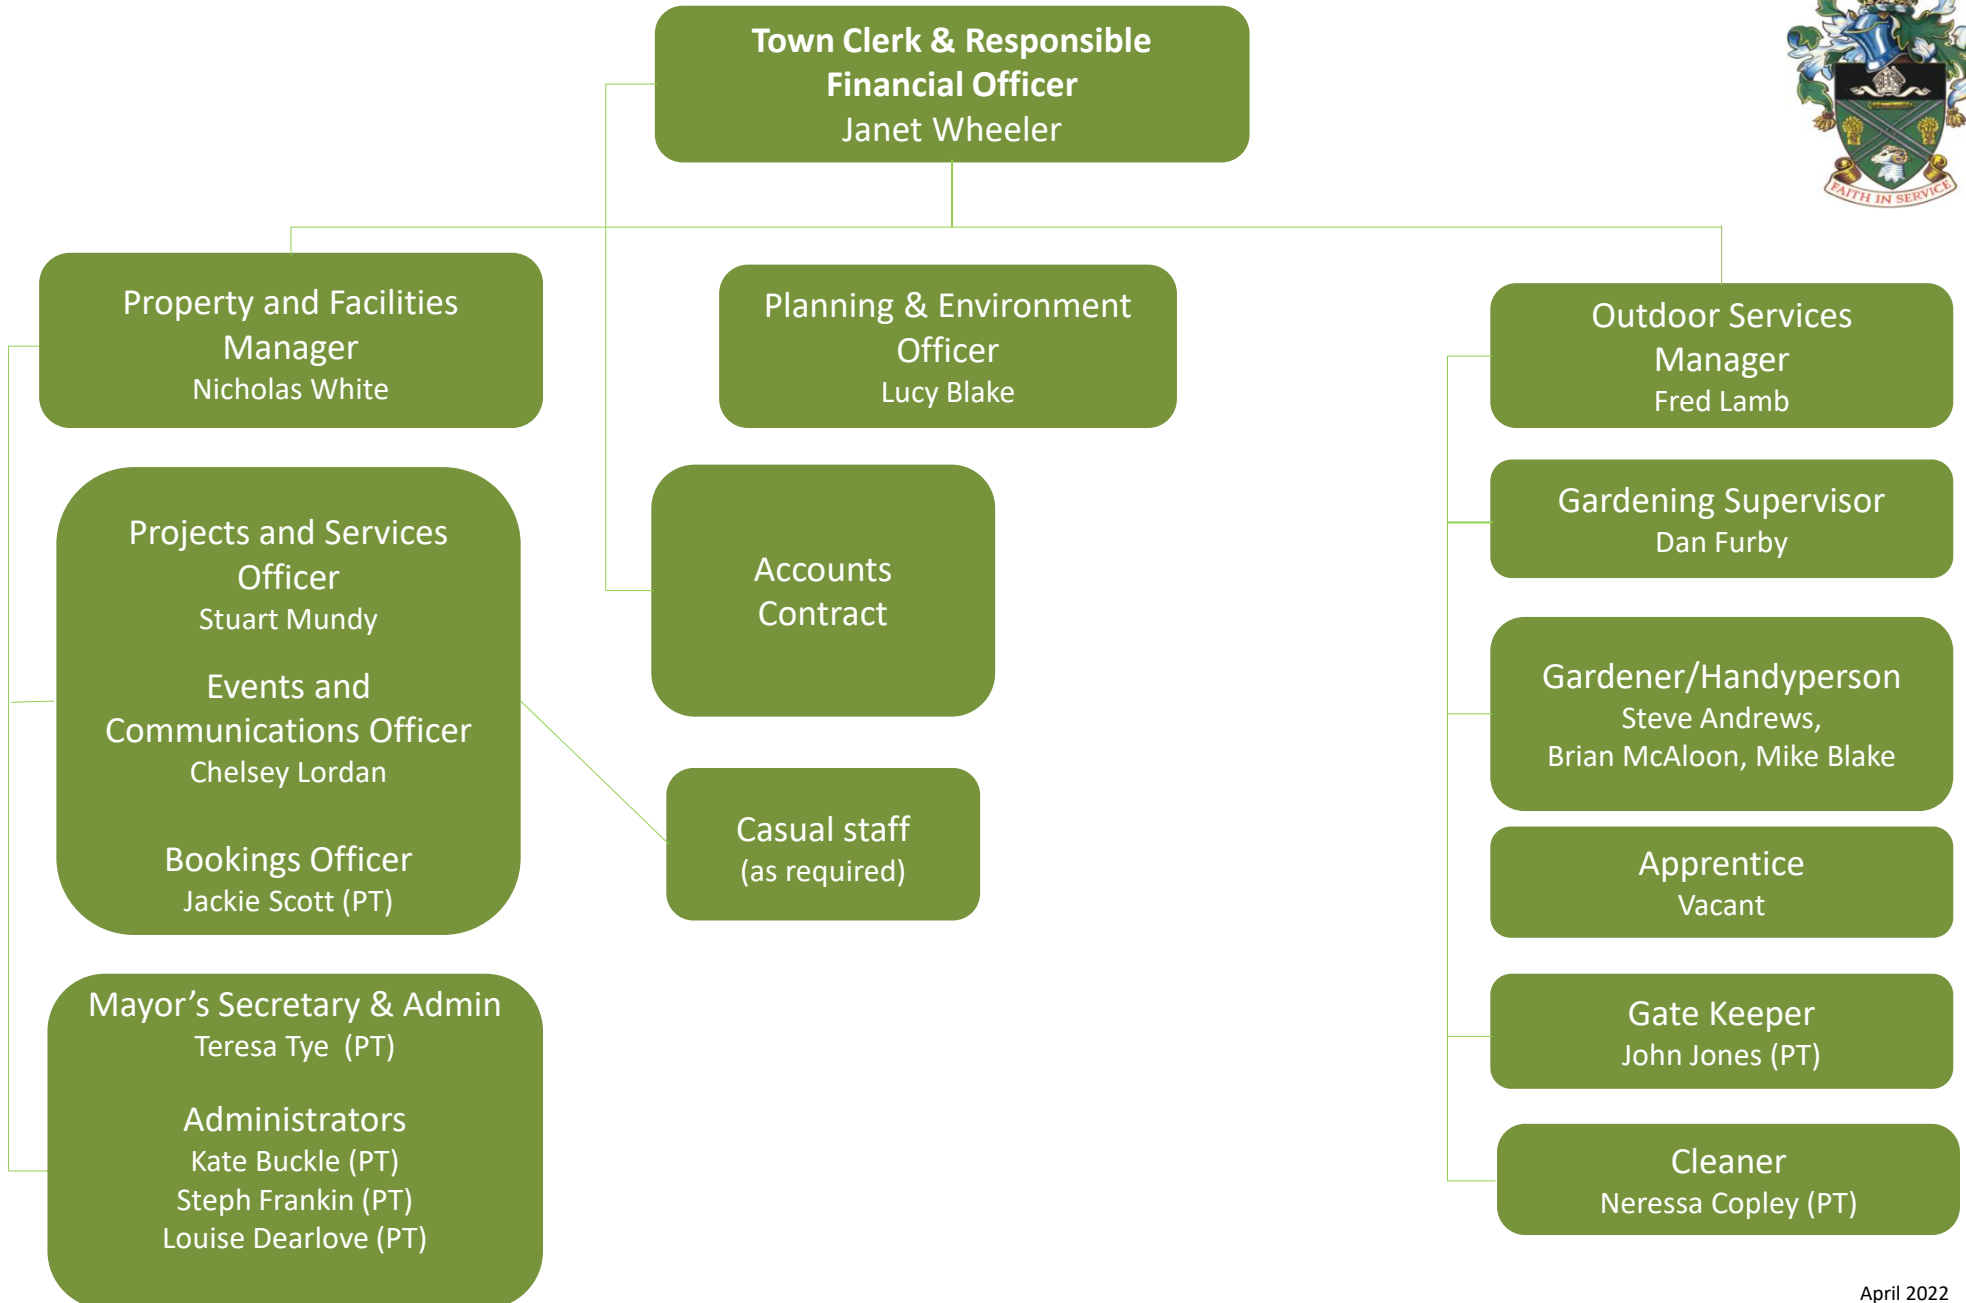 Town Clerk & Responsible
Financial Officer
Janet Wheeler
FAITH IN SERVICE
Property and Facilities
Manager
Nicholas White
Planning & Environment
Officer
Lucy Blake
Outdoor Services
Manager
Fred Lamb
Projects and Services
Officer
Stuart Mundy
Events and
Communications Officer
Chelsey Lordan
Bookings Officer
Jackie Scott (PT)
Accounts
Contract
Casual staff
(as required)
Gardening Supervisor
Dan Furby
Gardener/Handyperson
Steve Andrews,
Brian McAloon, Mike Blake
Apprentice
Vacant
Gate Keeper
John Jones (PT)
Cleaner
Neressa Copley (PT)
Mayor’s Secretary & Admin
Teresa Tye (PT)
Administrators
Kate Buckle (PT)
Steph Frankin (PT)
Louise Dearlove (PT)
April 2022